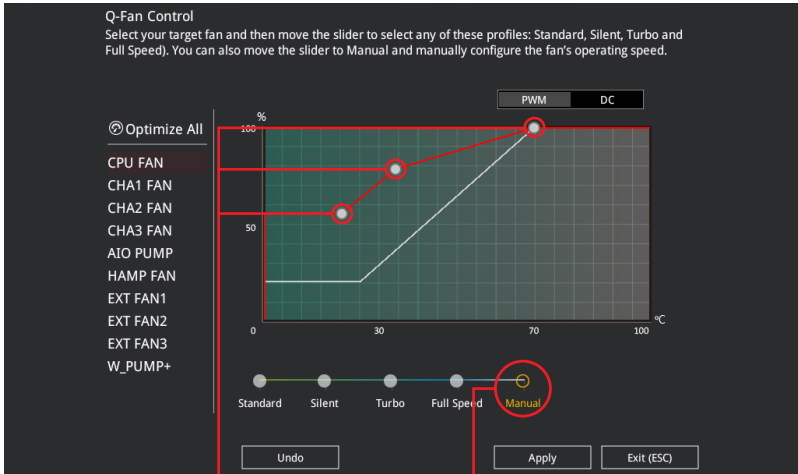 Q-Fan Control
Select your target fan and then move the slider to select any of these profiles: Standard, Silent, Turbo and
Full Speed). You can also move the slider to Manual and manually configure the fan's operating speed.
PWM DC
Optimize All
%
100
CPU FAN
CHA1 FAN
CHA2 FAN
50
CHA3 FAN
AIO PUMP
HAMP FAN
EXT FAN1
EXT FAN2
EXT FAN3
W_PUMP+
ºC
0 30 70 100
Standard Silent Turbo Full Speed Manual
Undo Apply Exit (ESC)